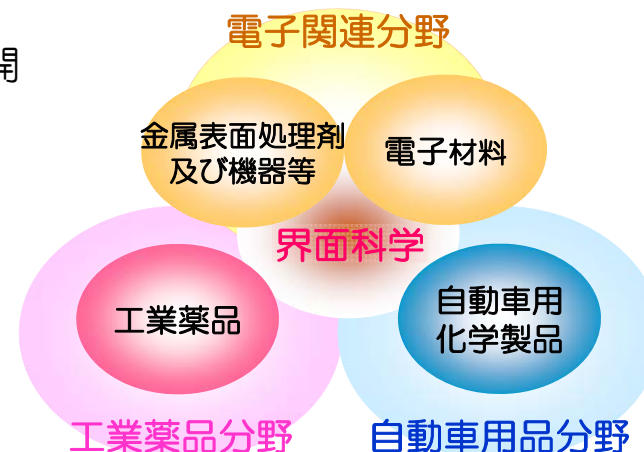 電子関連分野
開
金属表面処理剤
及び機器等
電子材料
界面科学
工業薬品
自動車用
化学製品
工業薬品分野
自動車用品分野